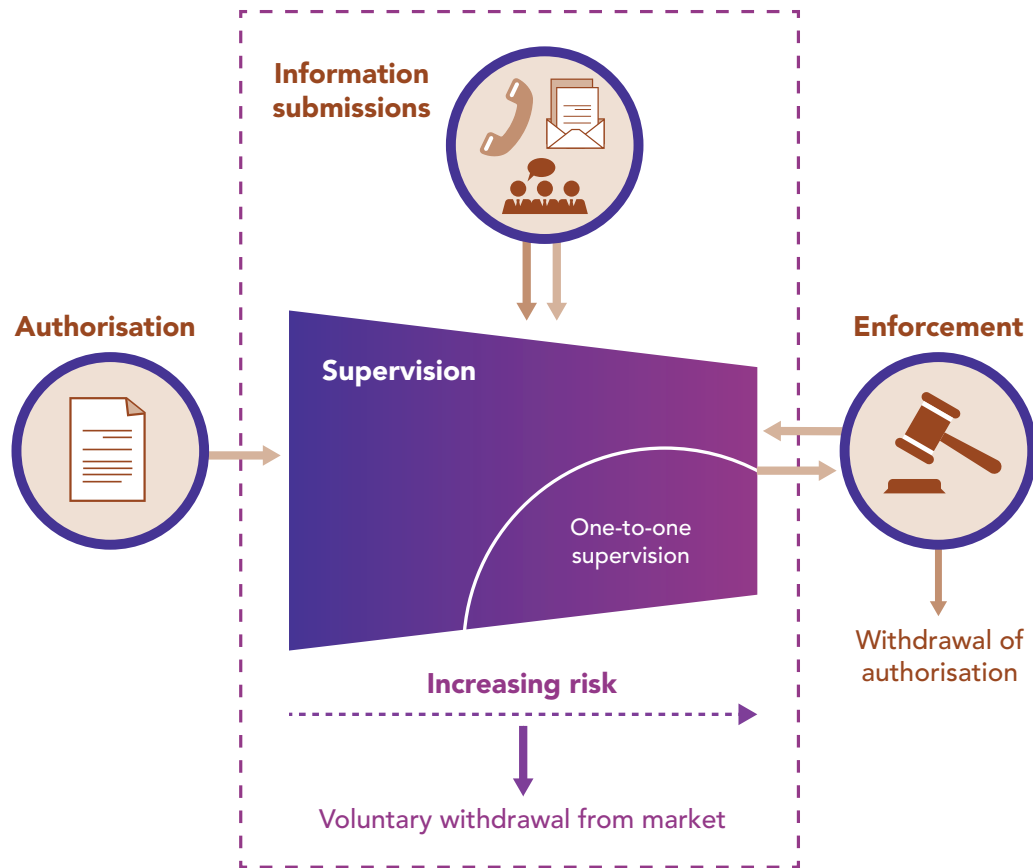 Information
submissions
Authorisation
Enforcement
Supervision
One-to-one
supervision
Withdrawal of
authorisation
Increasing risk
Voluntary withdrawal from market